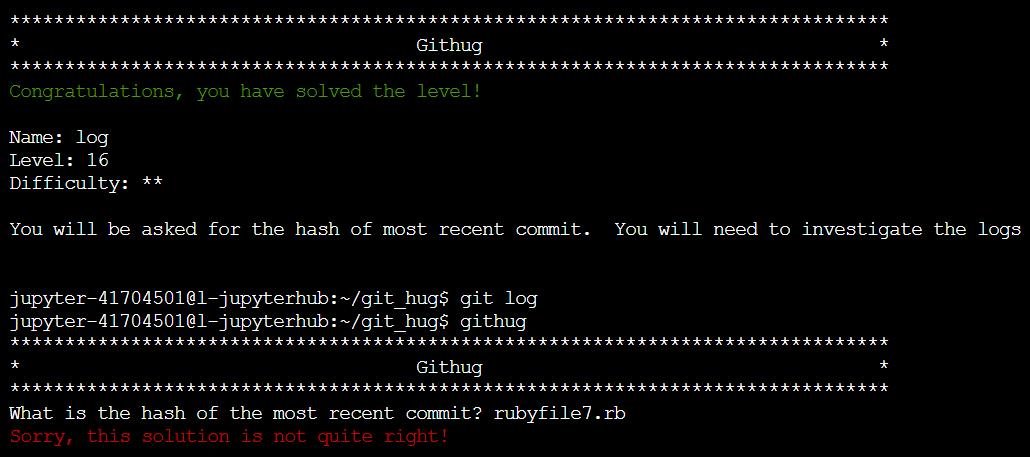 ********************************************************************************
*                                    Githug                                    *
********************************************************************************
Congratulations, you have solved the level!
Name: log
Level: 16
Difficulty: **
You will be asked for the hash of most recent commit.  You will need to investigate the logs
jupyter-41704501@l-jupyterhub:~/git_hug$ git log
jupyter-41704501@l-jupyterhub:~/git_hug$ githug
********************************************************************************
*                                    Githug                                    *
********************************************************************************
What is the hash of the most recent commit? rubyfile7.rb
Sorry, this solution is not quite right!